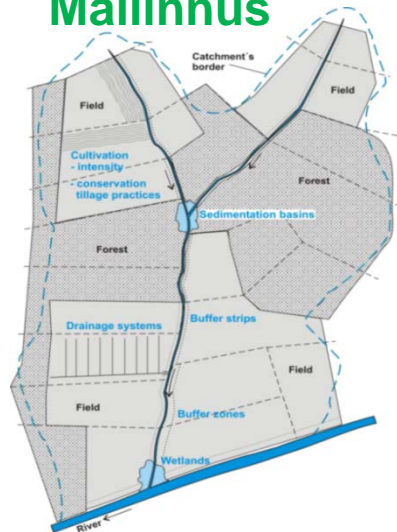 Mallinnus
Catchment´s
border
Field
Field
Cultivation
- intensity
- conservation
tillage practices
Forest
Sedimentation basins
Forest
Drainage systems
Buffer strips
Field
Field
Buffer zones
Wetlands
River